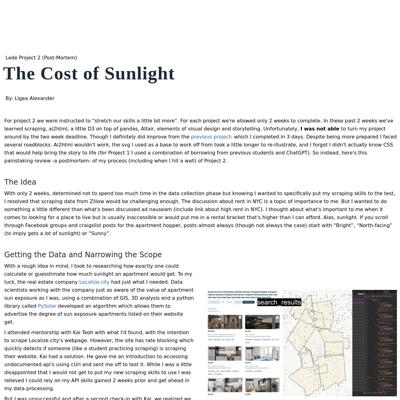 Lede Project 2 (Post-Mortem)
The Cost of Sunlight
By: Ligea Alexander
For project 2 we were instructed to "stretch our skills a little bit more". For each project we're allowed only 2 weeks to complete. In these past 2 weeks we've
learned scraping, ai2html, a little D3 on top of pandas, Altair, elements of visual design and storytelling. Unfortunately, I was not able to turn my project
around by the two week deadline. Though I definitely did improve from the previous project- which I completed in 3 days. Despite being more prepared I faced
several roadblocks. Ai2html wouldn't work, the svg I used as a base to work off from took a little longer to re-illustrate, and I forgot I didn't actually know CSS
that would help bring the story to life (for Project 1 I used a combination of borrowing from previous students and ChatGPT). So instead, here's this
painstaking review -a postmortem- of my process (including when I hit a wall) of Project 2.
The Idea
With only 2 weeks, determined not to spend too much time in the data collection phase but knowing I wanted to specifically put my scraping skills to the test,
I resolved that scraping data from Zillow would be challenging enough. The discussion about rent in NYC is a topic of importance to me. But I wanted to do
something a little different than what's been discussed ad nauseem (include link about high rent in NYC). I thought about what's important to me when it
comes to looking for a place to live but is usually inaccessible or would put me in a rental bracket that's higher than I can afford. Alas, sunlight. If you scroll
through Facebook groups and craigslist posts for the apartment hopper, posts almost always (though not always the case) start with "Bright", "North-facing"
(to imply gets a lot of sunlight) or "Sunny".
Getting the Data and Narrowing the Scope
With a rough idea in mind, I took to researching how exactly one could
calculate or guasstimate how much sunlight an apartment would get. To my
luck, the real estate company Localize.city had just what I needed. Data
scientists working with the company just as aware of the value of apartment
sun exposure as I was, using a combination of GIS, 3D analysis and a python
library called PySolar developed an algorithm which allows them to
advertise the degree of sun exposure apartments listed on their website
get.
I attended mentorship with Kai Teoh with what I'd found, with the intention
to scrape Localize.city's webpage. However, the site has rate blocking which
quickly detects if someone (like a student practicing scraping) is scraping
their website. Kai had a solution. He gave me an introduction to accessing
undocumented api's using cUrl and sent me off to test it. While I was a little
disappointed that I would not get to put my new scraping skills to use I was
relieved I could rely on my API skills gained 2 weeks prior and get ahead in
my data processing.
But I was unsuccessful and after a second check-in with Kai, we realized we
search_results